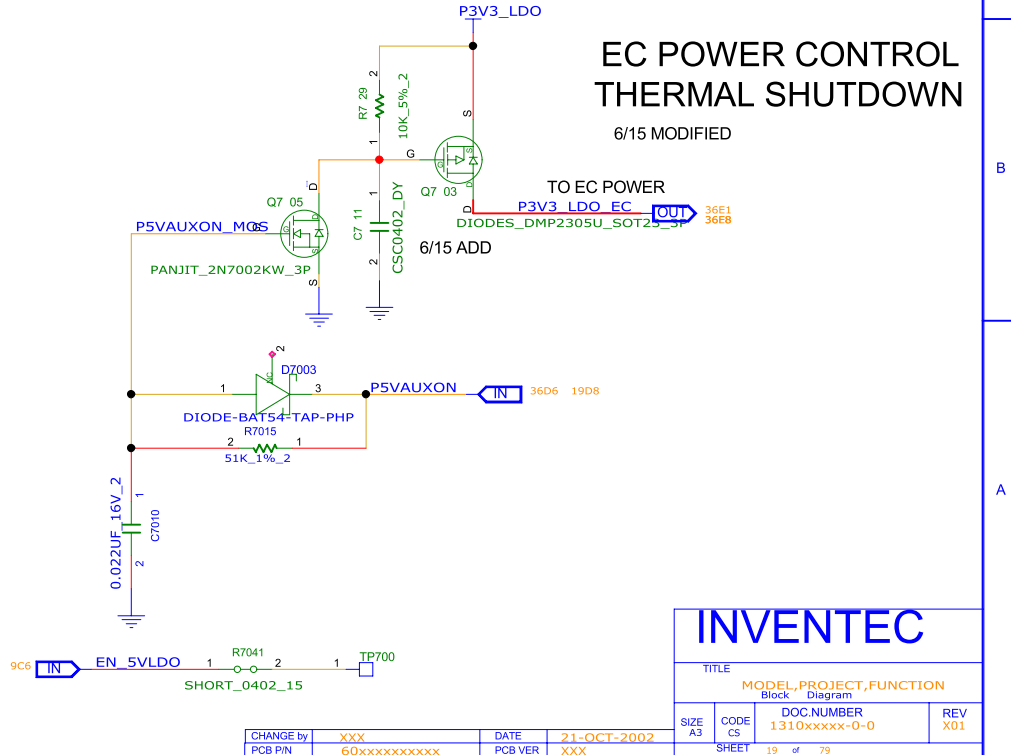 P3V3_LDO
EC POWER CONTROL
THERMAL SHUTDOWN
6/15 MODIFIED
B
2
R7 29
10K_5%_2
1
S
G
G
S
D
Q7 03
D
TO EC POWER
P3V3_LDO_EC
OUT
36E1
36E8
DIODES_DMP2305U_SOT23_3P
D
Q7 05
P5VAUXON_MOS
G
D
S
PANJIT_2N7002KW_3P
S
1
C7 11
CSC0402_DY
2
6/15 ADD
2
NC
D7003
1
3
P5VAUXON
IN
36D6 19D8
DIODE-BAT54-TAP-PHP
R7015
2
1
51K_1%_2
A
0.022UF_16V_2
1
C7010
2
9C6
IN
EN_5VLDO
1
R7041
2
SHORT_0402_15
1
TP700
INVENTEC
TITLE
MODEL,PROJECT,FUNCTION
Block Diagram
SIZE
A3
CODE
CS
DOC.NUMBER
1310xxxxx-0-0
REV
X01
CHANGE by
XXX
DATE
21-OCT-2002
PCB P/N
60xxxxxxxxxx
PCB VER
XXX
SHEET
19 of 79